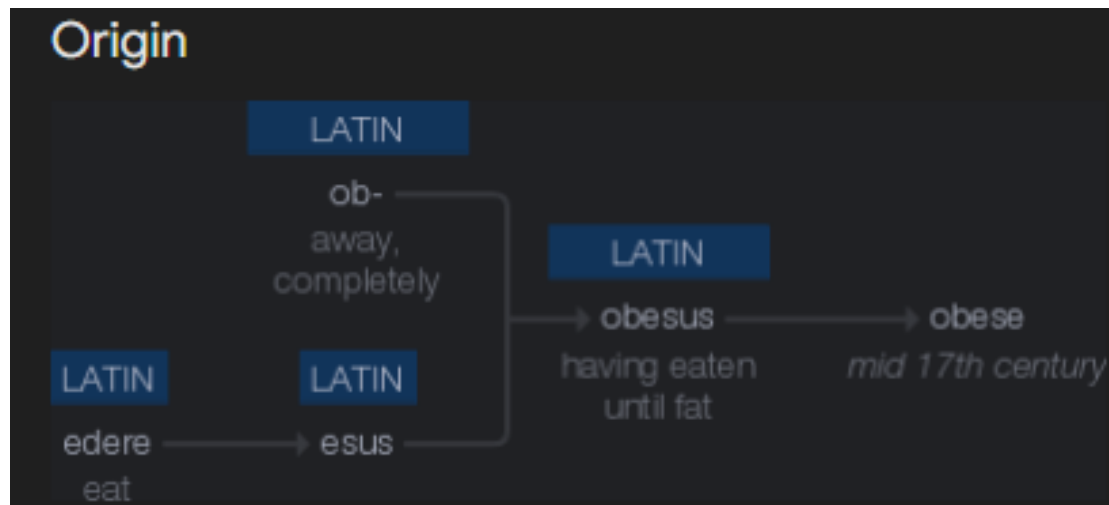 Origin
LATIN
ob-
away,
completely
LATIN
obesus
having eaten
until fat
obese
mid 17th century
LATIN
edere
eat
LATIN
esus